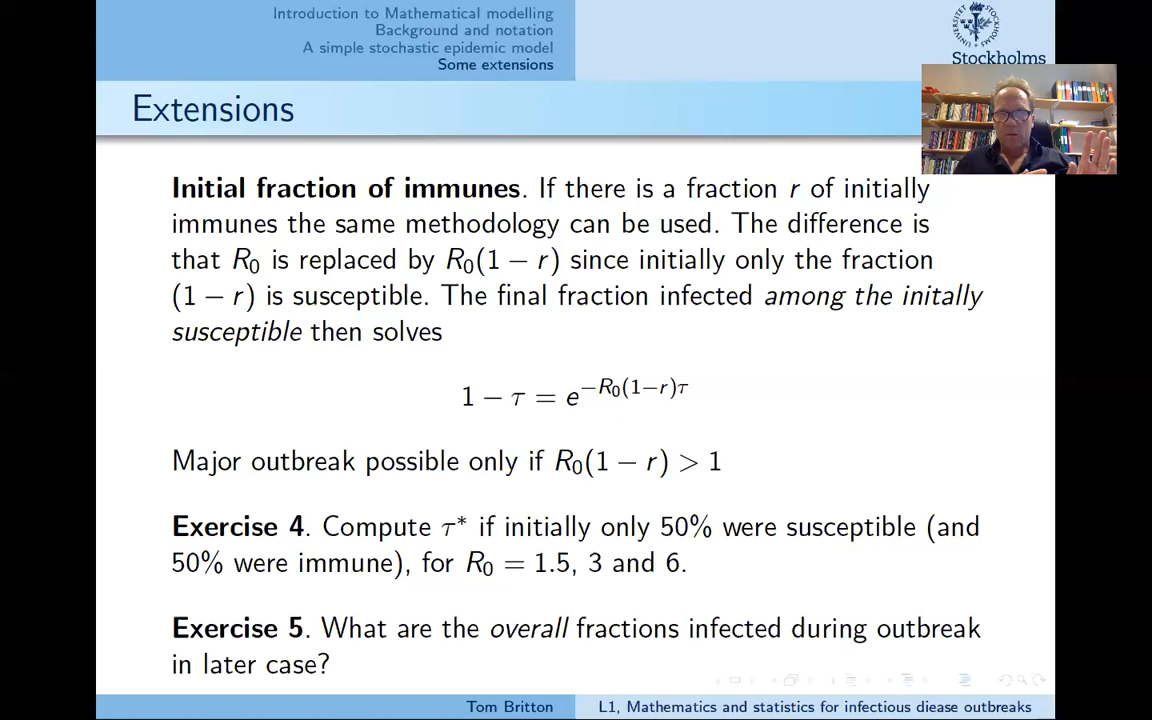 Introduction to Mathematical modelling
Background and notation
A simple stochastic epidemic model
Some extensions
Stockholms
Extensions
Initial fraction of immunes. If there is a fraction r of initially
immunes the same methodology can be used. The difference is
that R₀ is replaced by R₀(1 − r) since initially only the fraction
(1 − r) is susceptible. The final fraction infected among the initally
susceptible then solves
1 − τ = e^{−R₀(1−r)τ}
Major outbreak possible only if R₀(1 − r) > 1
Exercise 4. Compute τ* if initially only 50% were susceptible (and
50% were immune), for R₀ = 1.5, 3 and 6.
Exercise 5. What are the overall fractions infected during outbreak
in later case?
Tom Britton
L1, Mathematics and statistics for infectious diease outbreaks